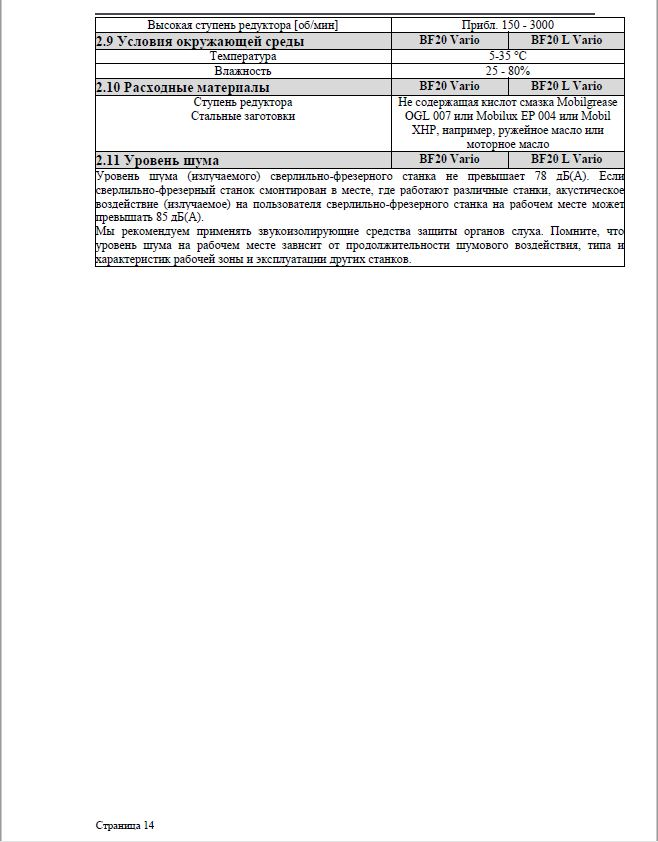 Высокая ступень редуктора [об/мин] Прибл. 150 - 3000
2.9 Условия окружающей среды BF20 Vario BF20 L Vario
Температура 5-35 °C
Влажность 25 - 80%
2.10 Расходные материалы BF20 Vario BF20 L Vario
Ступень редуктора Не содержащая кислот смазка Mobilgrease
Стальные заготовки OGL 007 или Mobilux EP 004 или Mobil
XHP, например, ружейное масло или
моторное масло
2.11 Уровень шума BF20 Vario BF20 L Vario
Уровень шума (излучаемого) сверлильно-фрезерного станка не превышает 78 дБ(A). Если
сверлильно-фрезерный станок смонтирован в месте, где работают различные станки, акустическое
воздействие (излучаемое) на пользователя сверлильно-фрезерного станка на рабочем месте может
превышать 85 дБ(A).
Мы рекомендуем применять звукоизолирующие средства защиты органов слуха. Помните, что
уровень шума на рабочем месте зависит от продолжительности шумового воздействия, типа и
характеристик рабочей зоны и эксплуатации других станков.
Страница 14